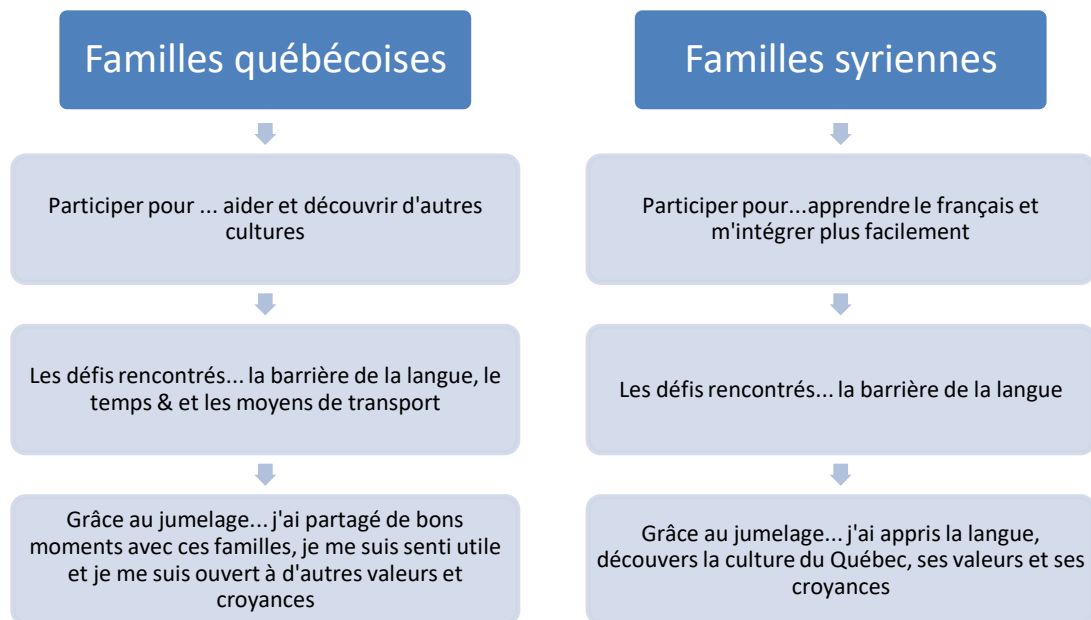 Familles québécoises
Participer pour ... aider et découvrir d'autres
cultures
Les défis rencontrés... la barrière de la langue, le
temps & et les moyens de transport
Grâce au jumelage... j'ai partagé de bons
moments avec ces familles, je me suis senti utile
et je me suis ouvert à d'autres valeurs et
croyances
Familles syriennes
Participer pour...apprendre le français et
m'intégrer plus facilement
Les défis rencontrés... la barrière de la langue
Grâce au jumelage... j'ai appris la langue,
découvers la culture du Québec, ses valeurs et ses
croyances